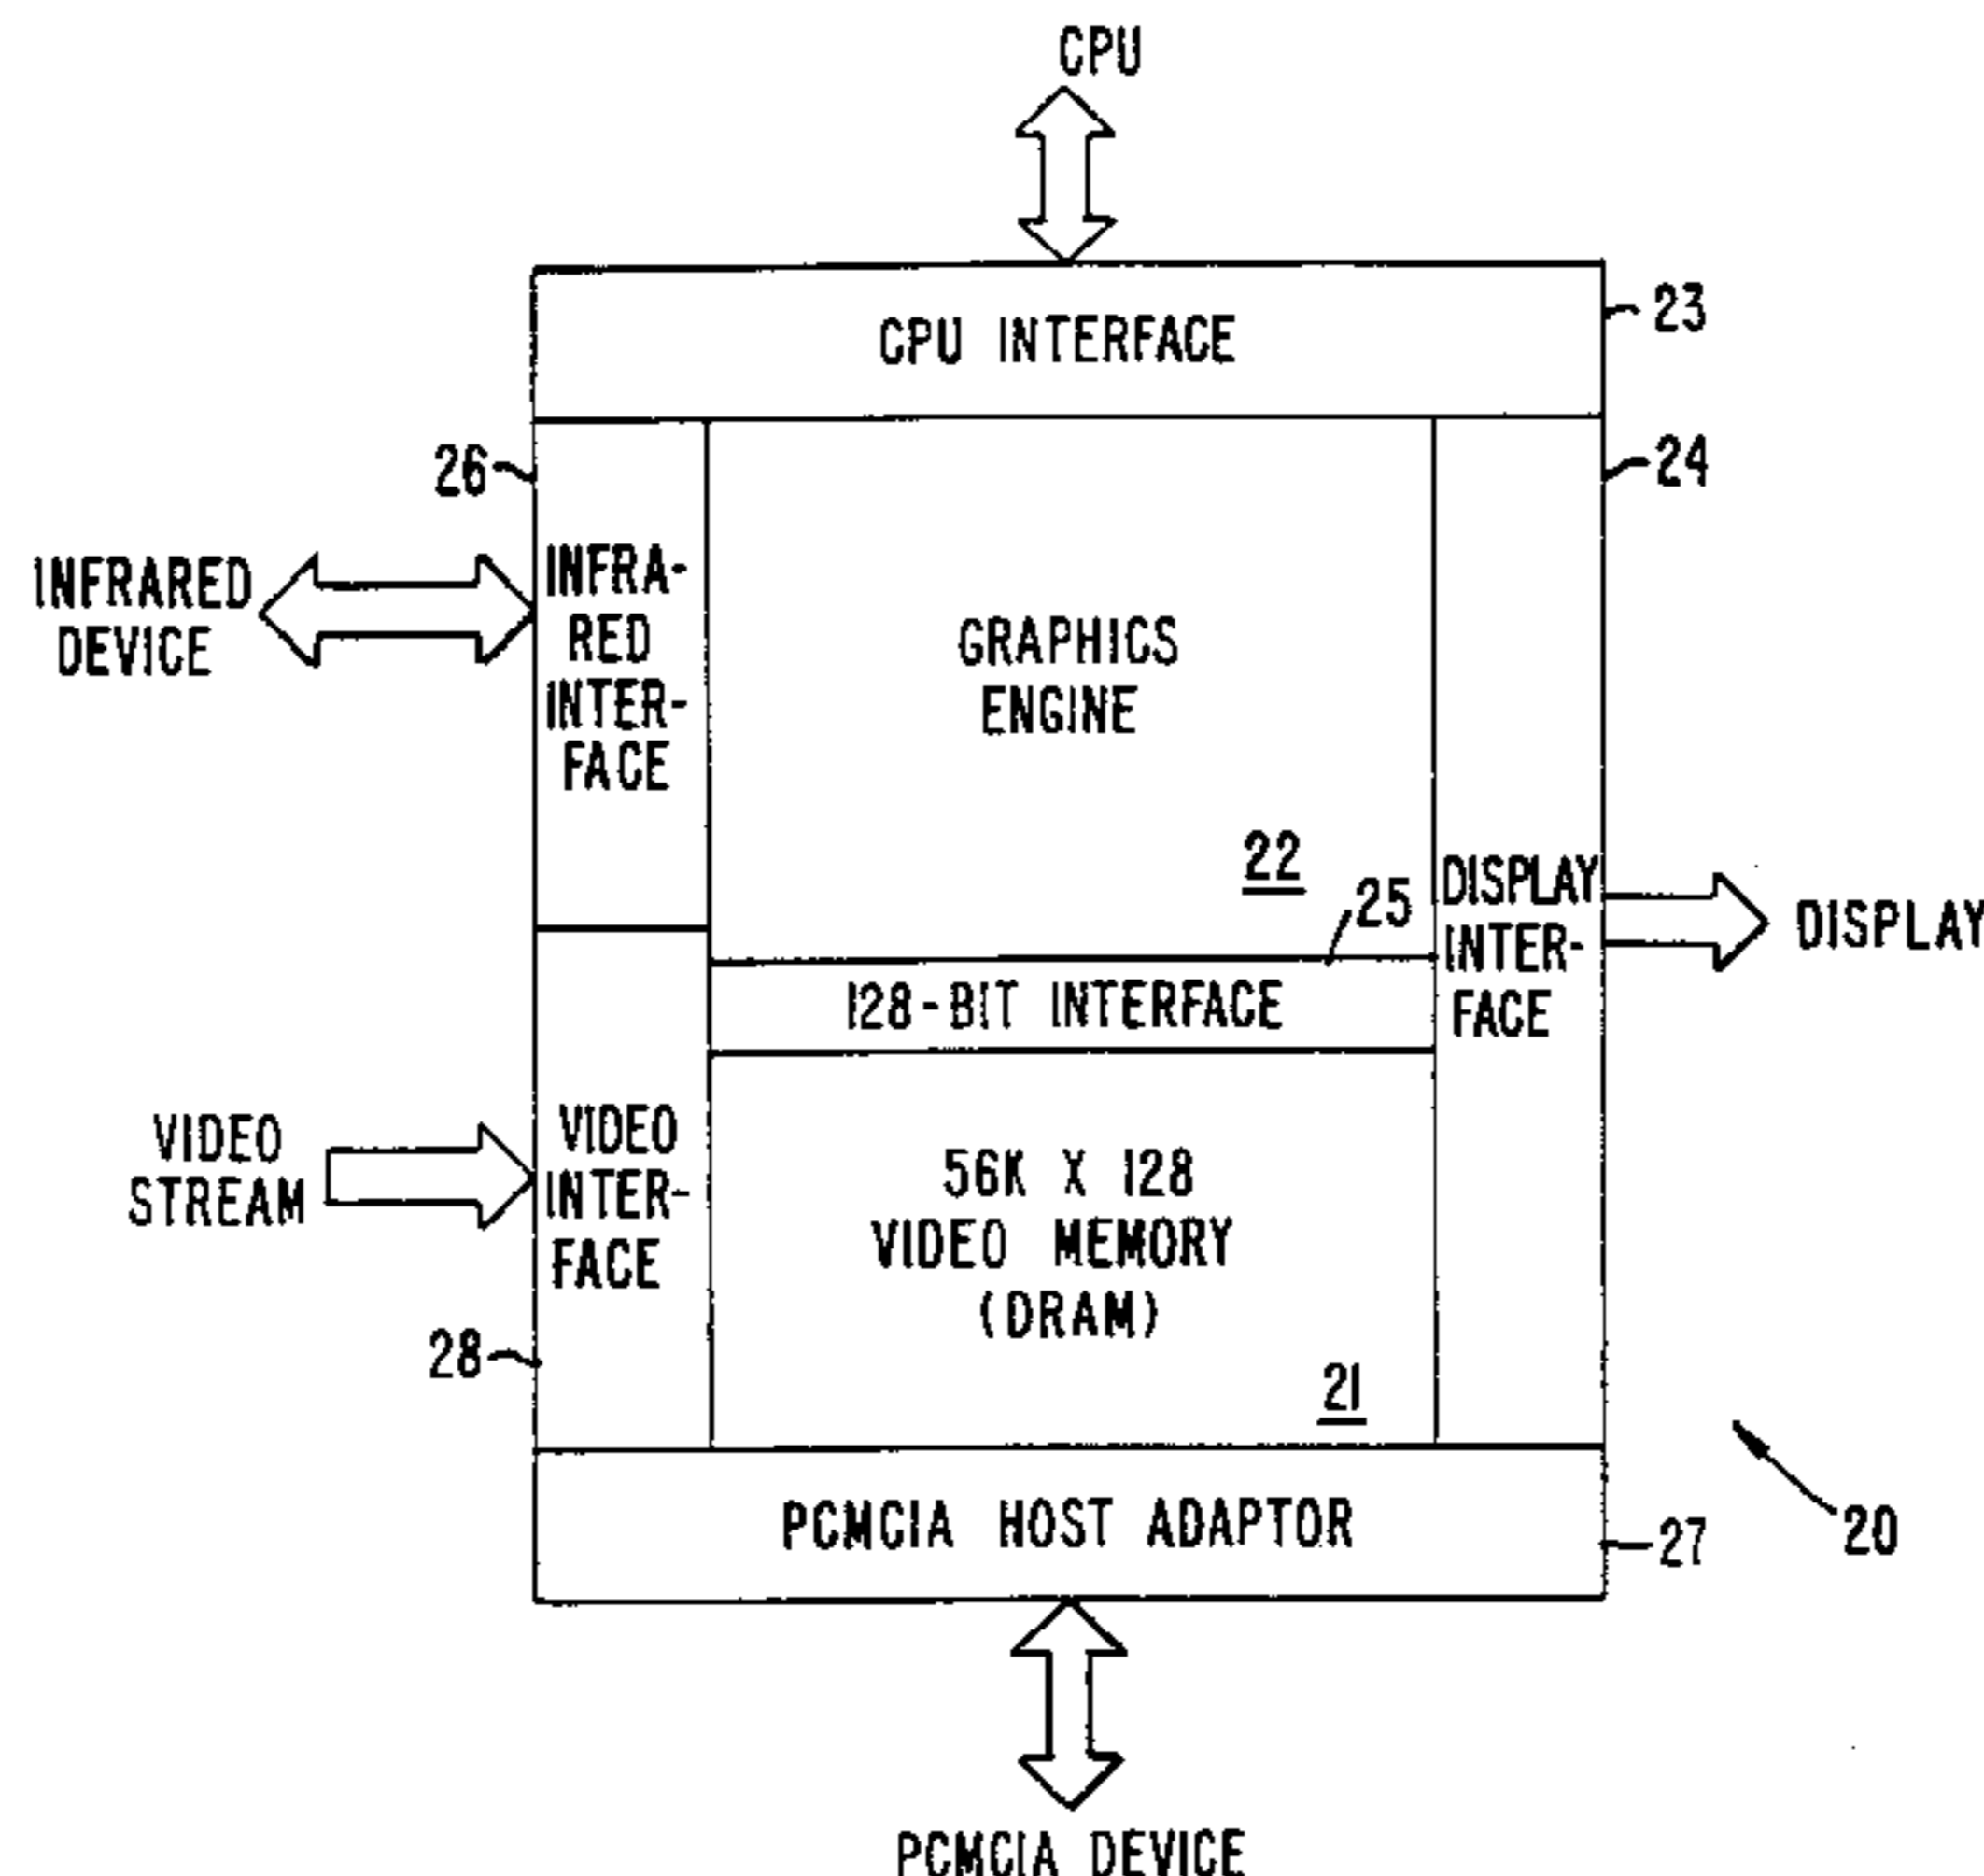 CPU
CPU INTERFACE
23
26
24
INFRARED
DEVICE
INFRA-
RED
INTER-
FACE
GRAPHICS
ENGINE
22
25
DISPLAY
INTER-
FACE
DISPLAY
128-BIT INTERFACE
VIDEO
STREAM
VIDEO
INTER-
FACE
28
56K X 128
VIDEO MEMORY
(DRAM)
21
PCMCIA HOST ADAPTOR
27
20
PCMCIA DEVICE